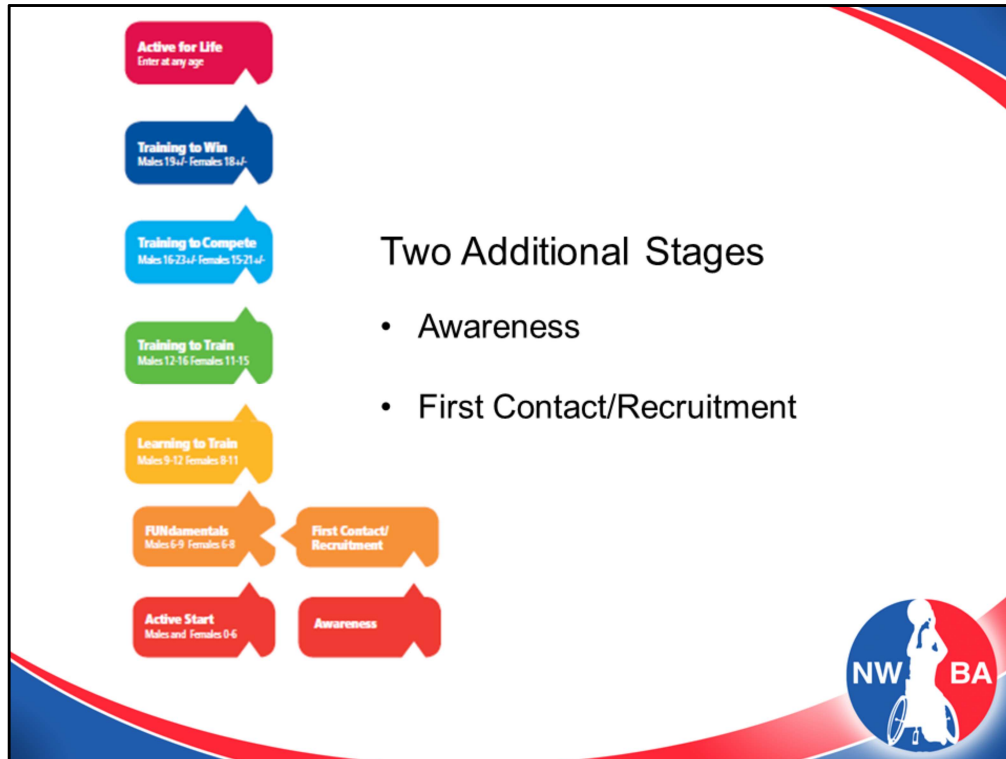 Active for Life
Enter at any age
Training to Win
Males 19+/- Females 18+/-
Training to Compete
Males 16-23+/- Females 15-21+/-
Training to Train
Males 12-16 Females 11-15
Learning to Train
Males 9-12 Females 8-11
FUNdamentals
Males 6-9 Females 6-8
First Contact/
Recruitment
Active Start
Males and Females 0-6
Awareness
Two Additional Stages
• Awareness
• First Contact/Recruitment
NW BA